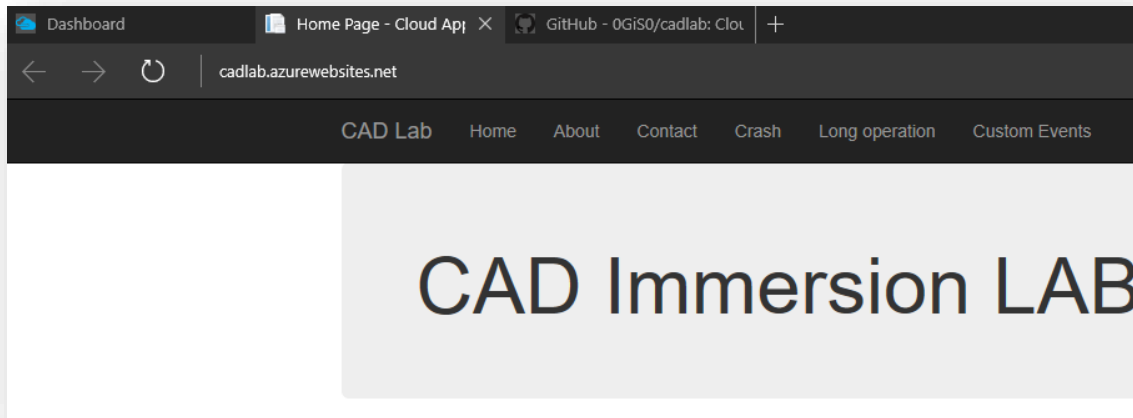 Dashboard Home Page - Cloud App GitHub - 0GiS0/cadlab: Clou
cadlab.azurewebsites.net
CAD Lab Home About Contact Crash Long operation Custom Events
CAD Immersion LAB